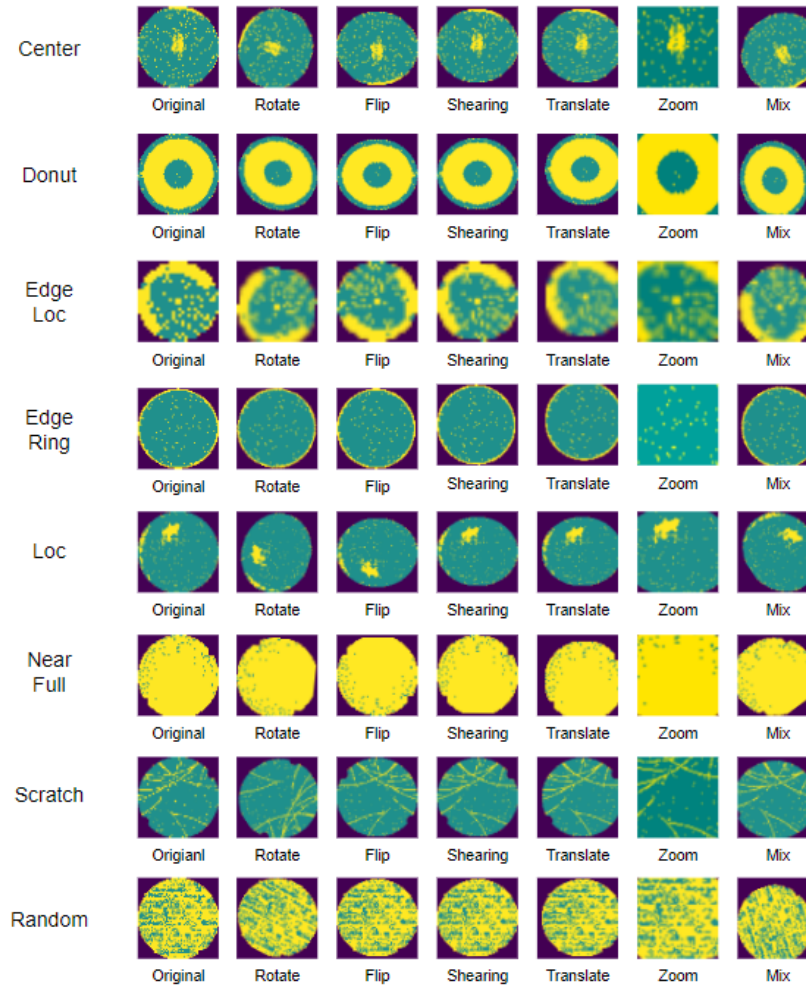 Center
Original Rotate Flip Shearing Translate Zoom Mix
Donut
Original Rotate Flip Shearing Translate Zoom Mix
Edge
Loc
Original Rotate Flip Shearing Translate Zoom Mix
Edge
Ring
Original Rotate Flip Shearing Translate Zoom Mix
Loc
Original Rotate Flip Shearing Translate Zoom Mix
Near
Full
Original Rotate Flip Shearing Translate Zoom Mix
Scratch
Origianl Rotate Flip Shearing Translate Zoom Mix
Random
Original Rotate Flip Shearing Translate Zoom Mix